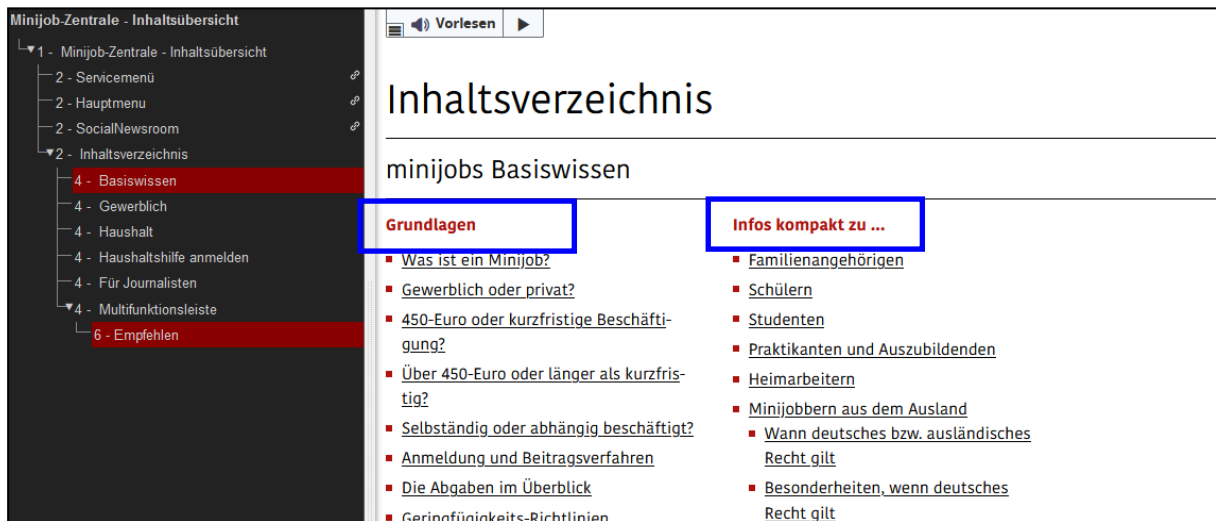 Minijob-Zentrale - Inhaltsübersicht
1 - Minijob-Zentrale - Inhaltsübersicht
2 - Servicemenü
2 - Hauptmenu
2 - SocialNewsroom
2 - Inhaltsverzeichnis
4 - Basiswissen
4 - Gewerblich
4 - Haushalt
4 - Haushaltshilfe anmelden
4 - Für Journalisten
4 - Multifunktionsleiste
6 - Empfehlen
Vorlesen
Inhaltsverzeichnis
minijobs Basiswissen
Grundlagen
Was ist ein Minijob?
Gewerblich oder privat?
450-Euro oder kurzfristige Beschäfti-
gung?
Über 450-Euro oder länger als kurzfris-
tig?
Selbständig oder abhängig beschäftigt?
Anmeldung und Beitragsverfahren
Die Abgaben im Überblick
Geringfügigkeits-Richtlinien
Infos kompakt zu ...
Familienangehörigen
Schülern
Studenten
Praktikanten und Auszubildenden
Heimarbeitern
Minijobbern aus dem Ausland
Wann deutsches bzw. ausländisches
Recht gilt
Besonderheiten, wenn deutsches
Recht gilt